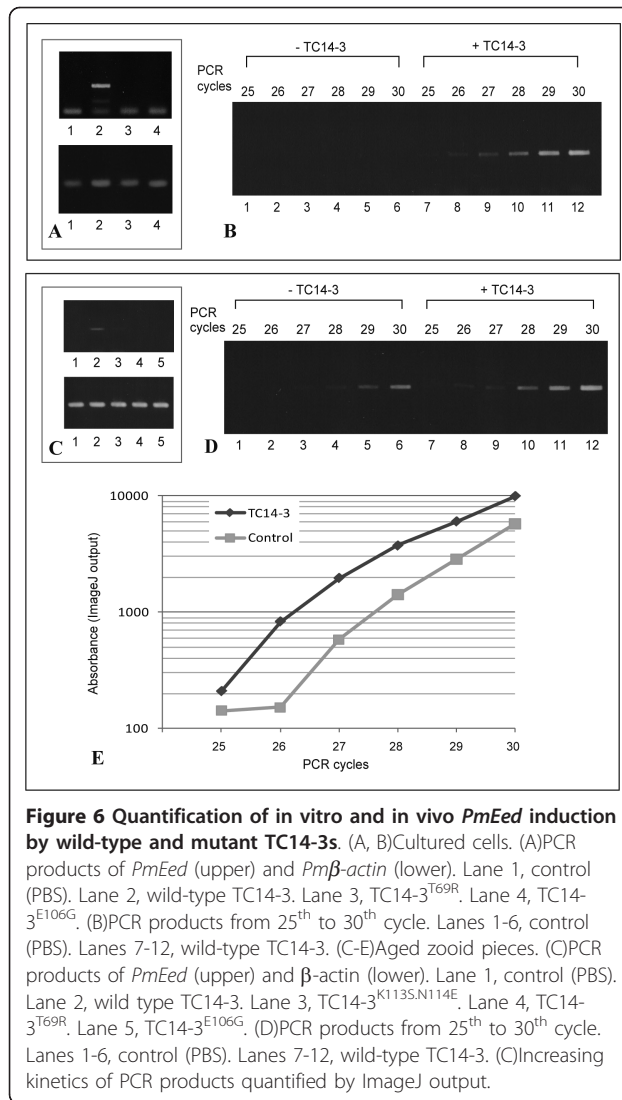 - TC14-3 + TC14-3
PCR cycles 25 26 27 28 29 30 25 26 27 28 29 30
1 2 3 4
1 2 3 4
A
1 2 3 4 5 6 7 8 9 10 11 12
B
- TC14-3 + TC14-3
PCR cycles 25 26 27 28 29 30 25 26 27 28 29 30
1 2 3 4 5
1 2 3 4 5
C
1 2 3 4 5 6 7 8 9 10 11 12
D
10000
1000
100
Absorbance (ImageJ output)
TC14-3
Control
25 26 27 28 29 30
PCR cycles
E
Figure 6 Quantification of in vitro and in vivo PmEed induction
by wild-type and mutant TC14-3s. (A, B)Cultured cells. (A)PCR
products of PmEed (upper) and Pmβ-actin (lower). Lane 1, control
(PBS). Lane 2, wild-type TC14-3. Lane 3, TC14-3T69R. Lane 4, TC14-
3E106G. (B)PCR products from 25th to 30th cycle. Lanes 1-6, control
(PBS). Lanes 7-12, wild-type TC14-3. (C-E)Aged zooid pieces. (C)PCR
products of PmEed (upper) and β-actin (lower). Lane 1, control (PBS).
Lane 2, wild type TC14-3. Lane 3, TC14-3K113S.N114E. Lane 4, TC14-
3T69R. Lane 5, TC14-3E106G. (D)PCR products from 25th to 30th cycle.
Lanes 1-6, control (PBS). Lanes 7-12, wild-type TC14-3. (C)Increasing
kinetics of PCR products quantified by ImageJ output.